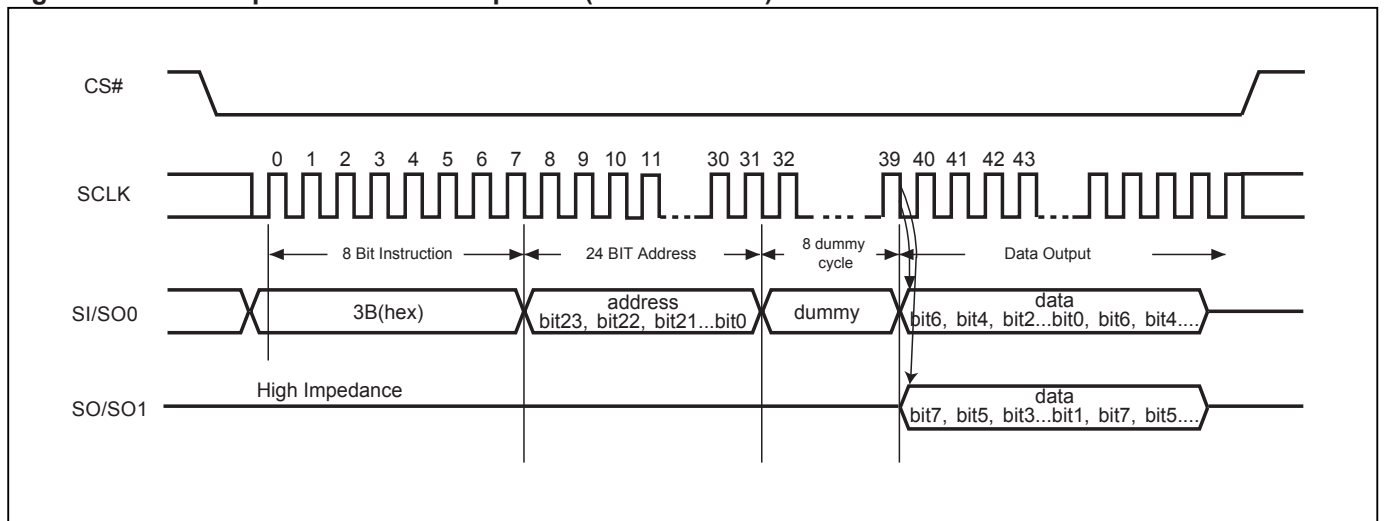 CS#
0 1 2 3 4 5 6 7 8 9 10 11 30 31 32 39 40 41 42 43
SCLK
8 Bit Instruction
24 BIT Address
8 dummy
cycle
Data Output
SI/SO0
3B(hex)
address
bit23, bit22, bit21...bit0
dummy
data
bit6, bit4, bit2...bit0, bit6, bit4....
High Impedance
SO/SO1
data
bit7, bit5, bit3...bit1, bit7, bit5....